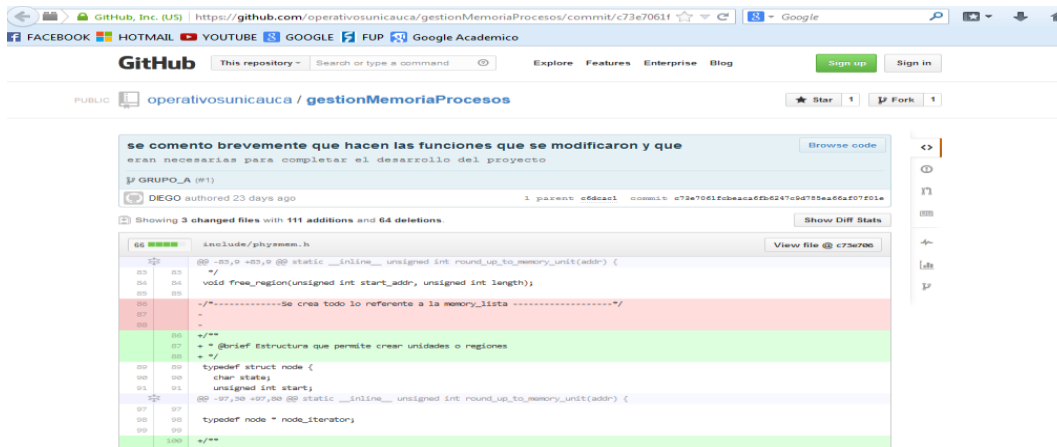 GitHub, Inc. (US) https://github.com/operativosunicauca/gestionMemoriaProcesos/commit/c73e7061f Google
FACEBOOK HOTMAIL YOUTUBE GOOGLE FUP Google Academico
GitHub This repository Search or type a command Explore Features Enterprise Blog Sign up Sign in
PUBLIC operativosunicauca / gestionMemoriaProcesos Star 1 Fork 1
se comento brevemente que hacen las funciones que se modificaron y que Browse code
eran necesarias para completar el desarrollo del proyecto
GRUPO_A (#1)
DIEGO authored 23 days ago 1 parent c6dcac1 commit
Showing 3 changed files with 111 additions and 64 deletions. Show Diff Stats
66 include/physmem.h View file @ c73e706
@@ -83,9 +83,9 @@ static __inline__ unsigned int round_up_to_memory_unit(addr) {
83 83 */
84 84 void free_region(unsigned int start_addr, unsigned int length);
85 85
86 -/*------------Se crea todo lo referente a la memory_lista ------------------*/
87 -
88 -
86 +/**
87 + * @brief Estructura que permite crear unidades o regiones
88 + */
89 89 typedef struct node {
90 90 char state;
91 91 unsigned int start;
@@ -97,30 +97,80 @@ static __inline__ unsigned int round_up_to_memory_unit(addr) {
97 97
98 98 typedef node * node_iterator;
99 99
100 +/**